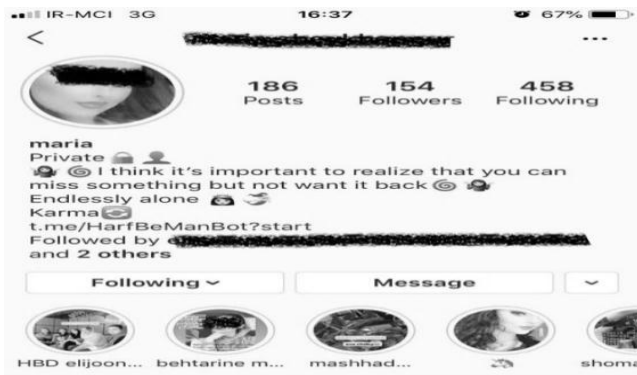 IR-MCI 3G 16:37 67%
186 154 458
Posts Followers Following
maria
Private
I think it's important to realize that you can
miss something but not want it back
Endlessly alone
Karma
t.me/HarfBeManBot?start
Followed by
and 2 others
Following Message
HBD elijoon... behtarine m... mashhad... shoma